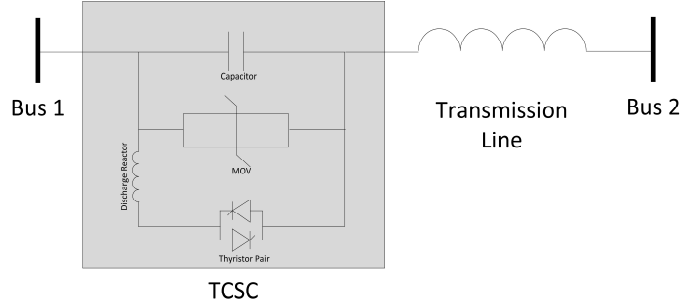 Capacitor
Bus 1
Transmission
Line
Bus 2
Discharge Reactor
MOV
Thyristor Pair
TCSC